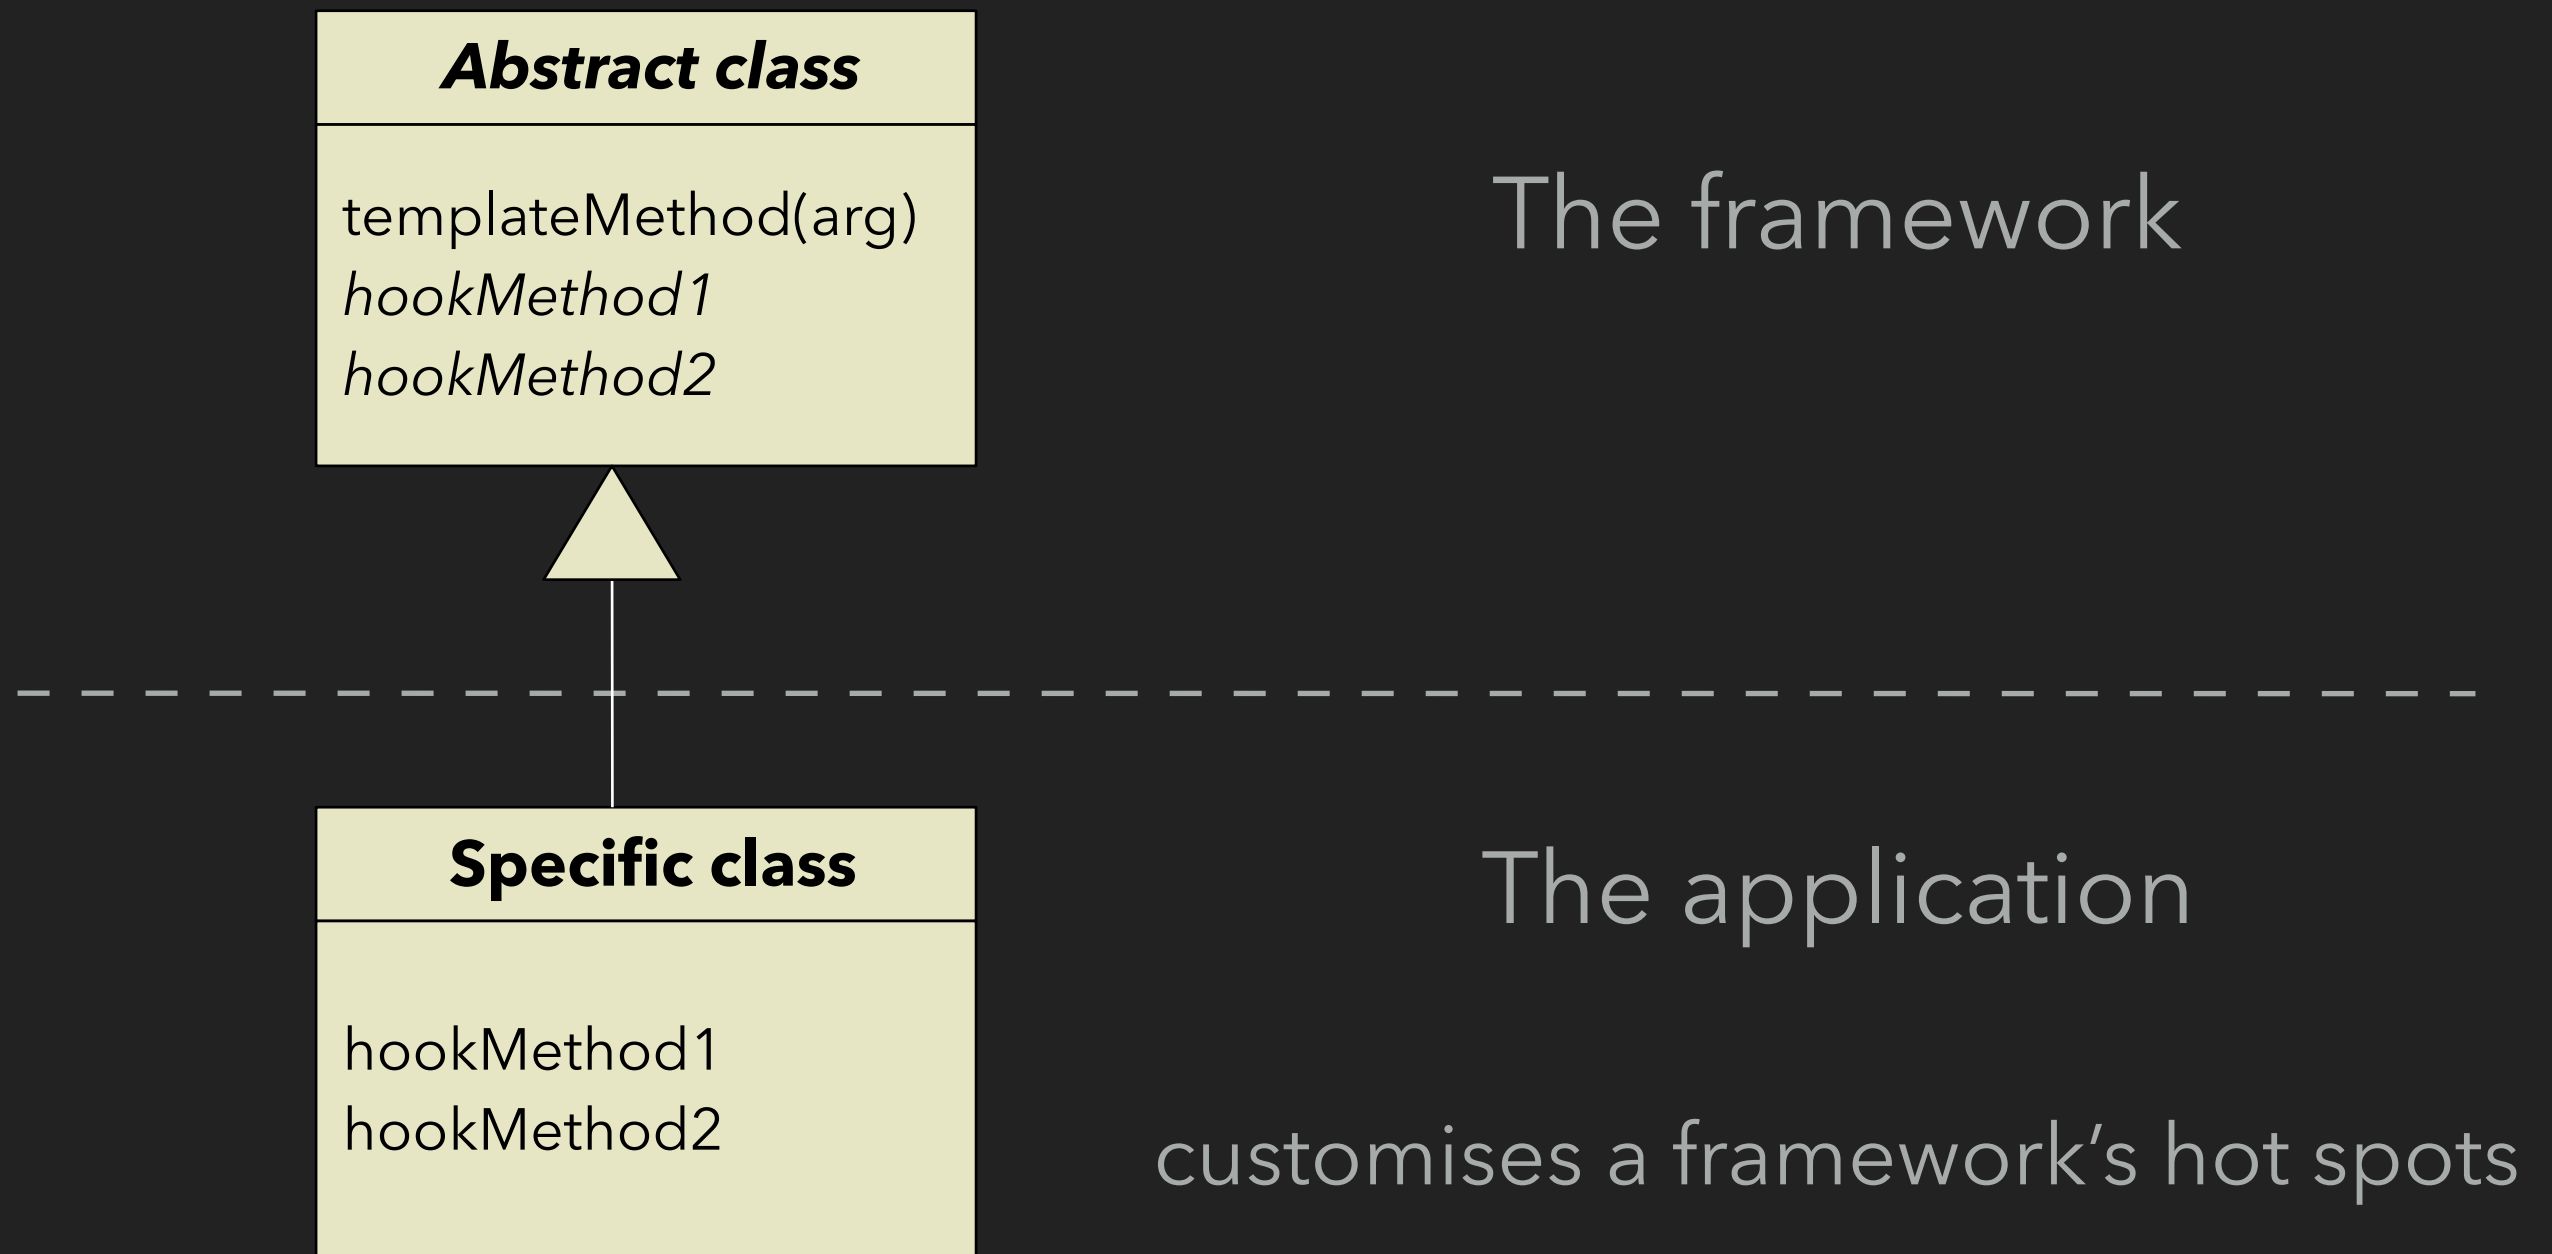 Abstract class
templateMethod(arg)
hookMethod1
hookMethod2
The framework
Specific class
hookMethod1
hookMethod2
The application
customises a framework’s hot spots